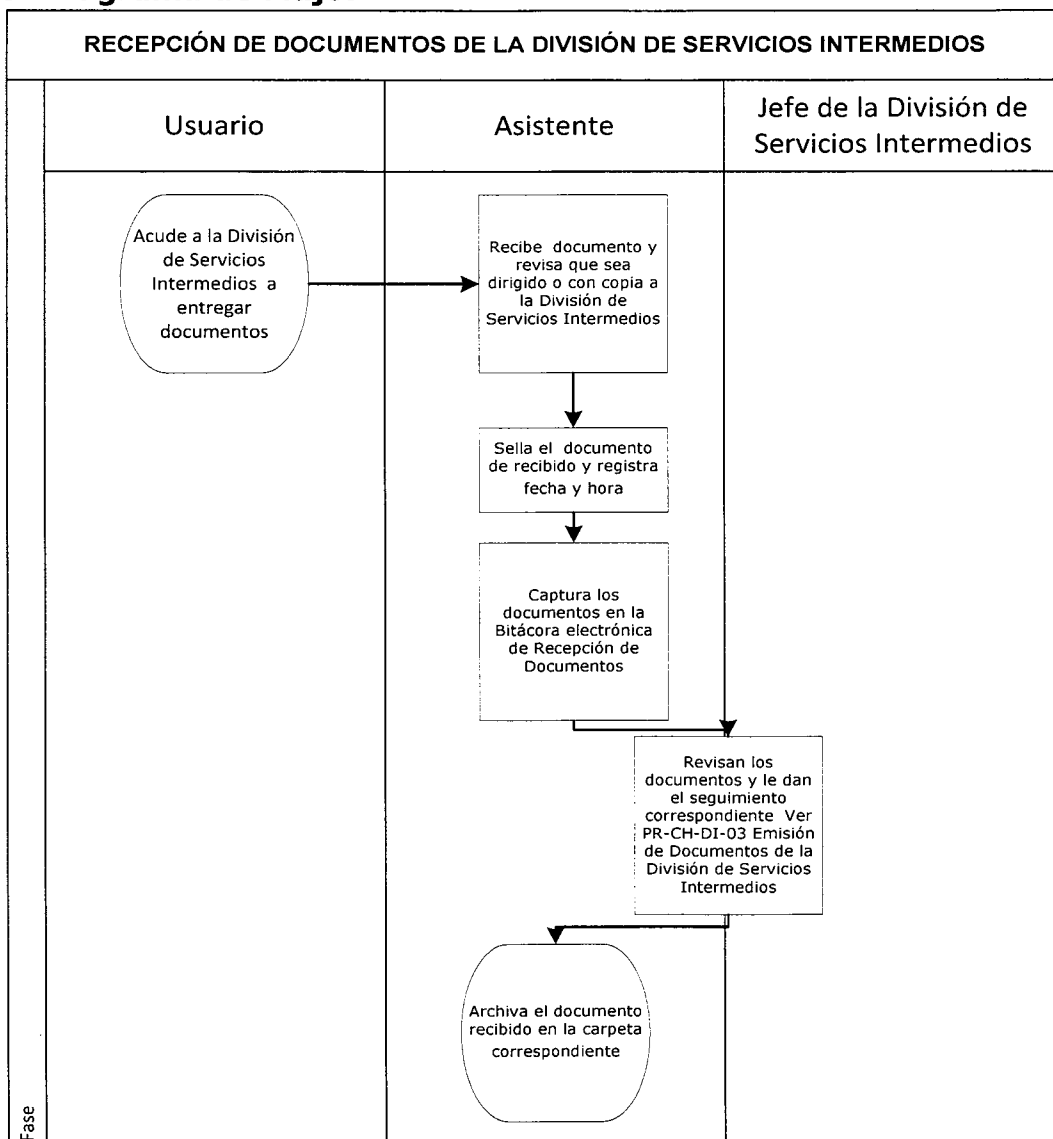 RECEPCIÓN DE DOCUMENTOS DE LA DIVISIÓN DE SERVICIOS INTERMEDIOS
Usuario
Asistente
Jefe de la División de
Servicios Intermedios
Acude a la División
de Servicios
Intermedios a
entregar
documentos
Recibe documento y
revisa que sea
dirigido o con copia a
la División de
Servicios Intermedios
Sella el documento
de recibido y registra
fecha y hora
Captura los
documentos en la
Bitácora electrónica
de Recepción de
Documentos
Revisan los
documentos y le dan
el seguimiento
correspondiente Ver
PR-CH-DI-03 Emisión
de Documentos de la
División de Servicios
Intermedios
Archiva el documento
recibido en la carpeta
correspondiente
Fase